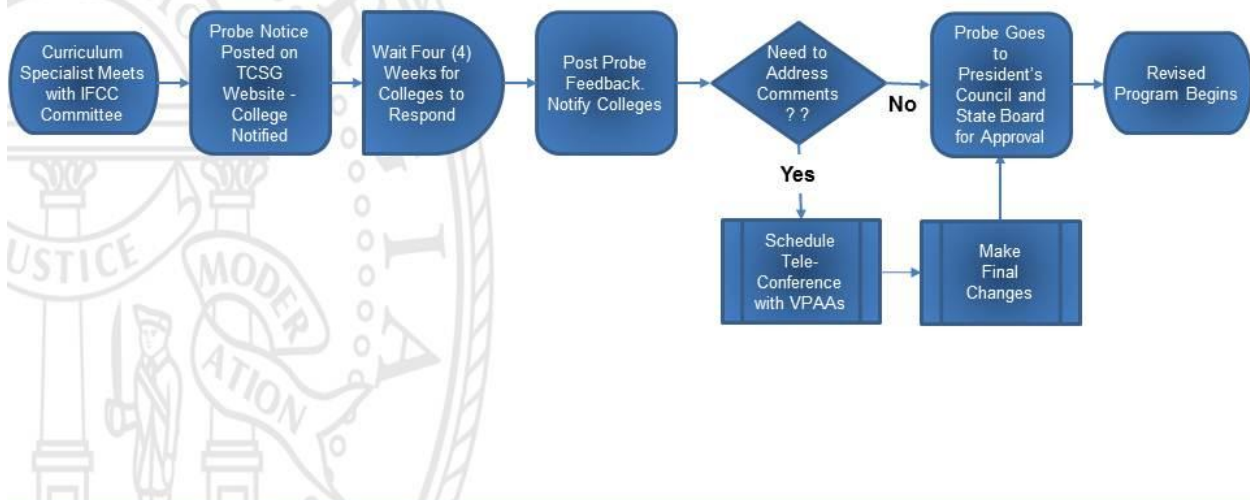 Curriculum
Specialist Meets
with IFCC
Committee
Probe Notice
Posted on
TCSG
Website -
College
Notified
Wait Four (4)
Weeks for
Colleges to
Respond
Post Probe
Feedback.
Notify Colleges
Need to
Address
Comments
? ?
No
Yes
Probe Goes
to
President's
Council and
State Board
for Approval
Revised
Program Begins
Schedule
Tele-
Conference
with VPAAs
Make
Final
Changes
JUSTICE
MODER
ATION
IA